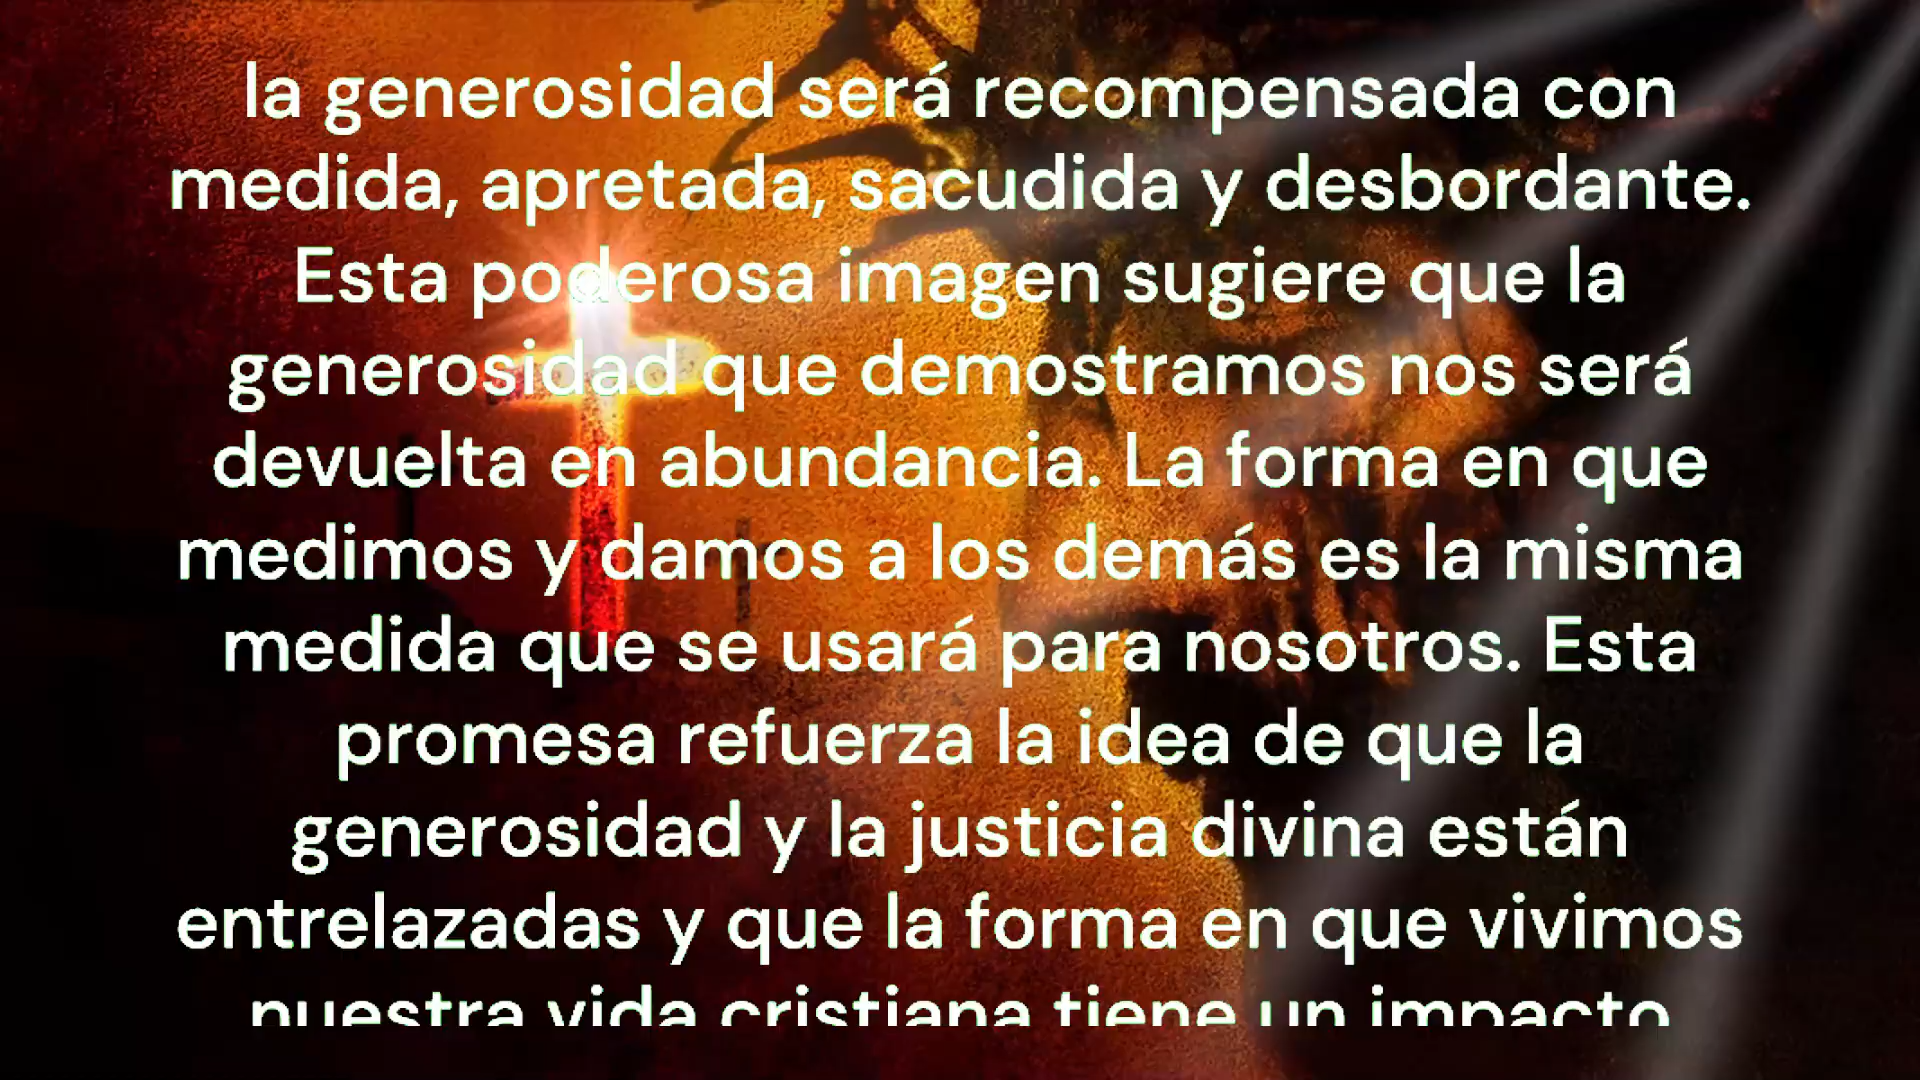 la generosidad será recompensada con
medida, apretada, sacudida y desbordante.
Esta poderosa imagen sugiere que la
generosidad que demostramos nos será
devuelta en abundancia. La forma en que
medimos y damos a los demás es la misma
medida que se usará para nosotros. Esta
promesa refuerza la idea de que la
generosidad y la justicia divina están
entrelazadas y que la forma en que vivimos
nuestra vida cristiana tiene un impacto